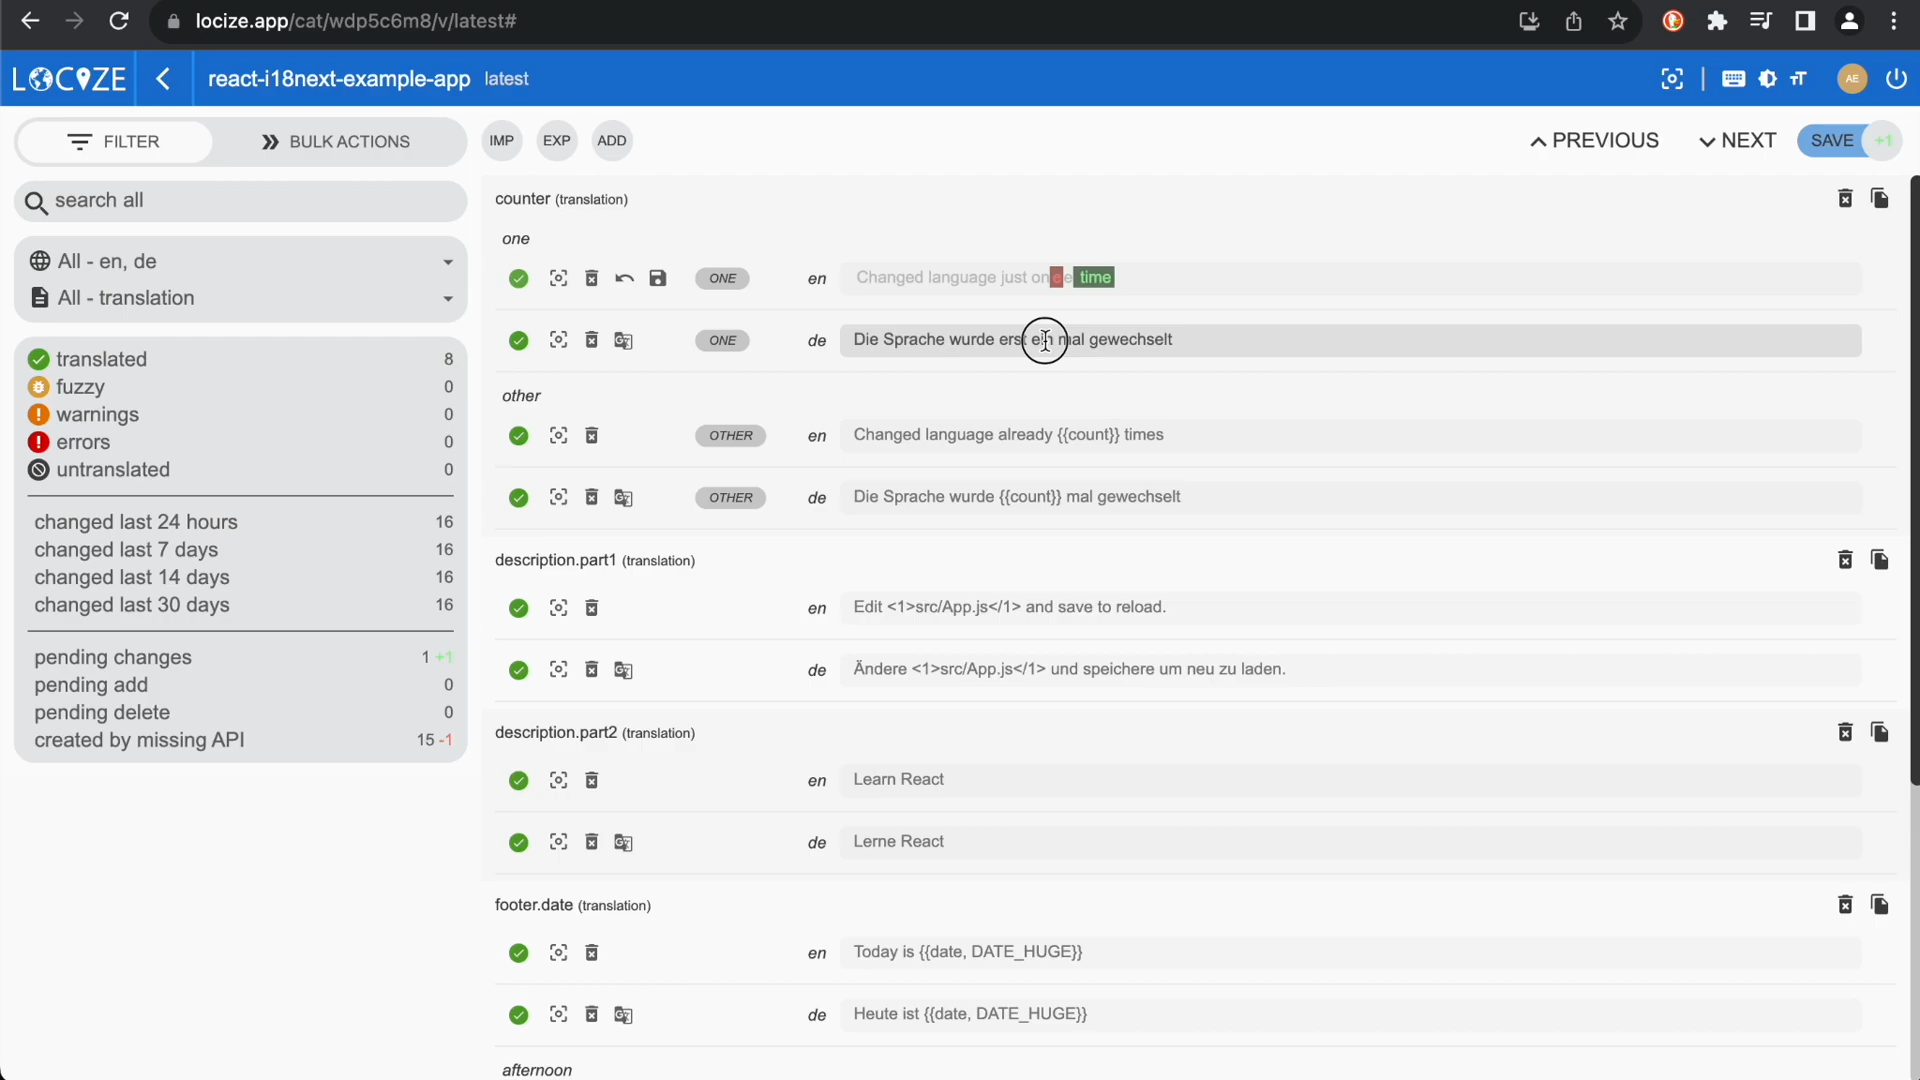 locize.app/cat/wdp5c6m8/v/latest#
LOCIZE react-i18next-example-app latest AE
FILTER BULK ACTIONS IMP EXP ADD PREVIOUS NEXT SAVE +1
search all
All - en, de
All - translation
translated 8
fuzzy 0
warnings 0
errors 0
untranslated 0
changed last 24 hours 16
changed last 7 days 16
changed last 14 days 16
changed last 30 days 16
pending changes 1 +1
pending add 0
pending delete 0
created by missing API 15 -1
counter (translation)
one
ONE en Changed language just once time
ONE de Die Sprache wurde erst ein mal gewechselt
other
OTHER en Changed language already {{count}} times
OTHER de Die Sprache wurde {{count}} mal gewechselt
description.part1 (translation)
en Edit <1>src/App.js</1> and save to reload.
de Ändere <1>src/App.js</1> und speichere um neu zu laden.
description.part2 (translation)
en Learn React
de Lerne React
footer.date (translation)
en Today is {{date, DATE_HUGE}}
de Heute ist {{date, DATE_HUGE}}
afternoon